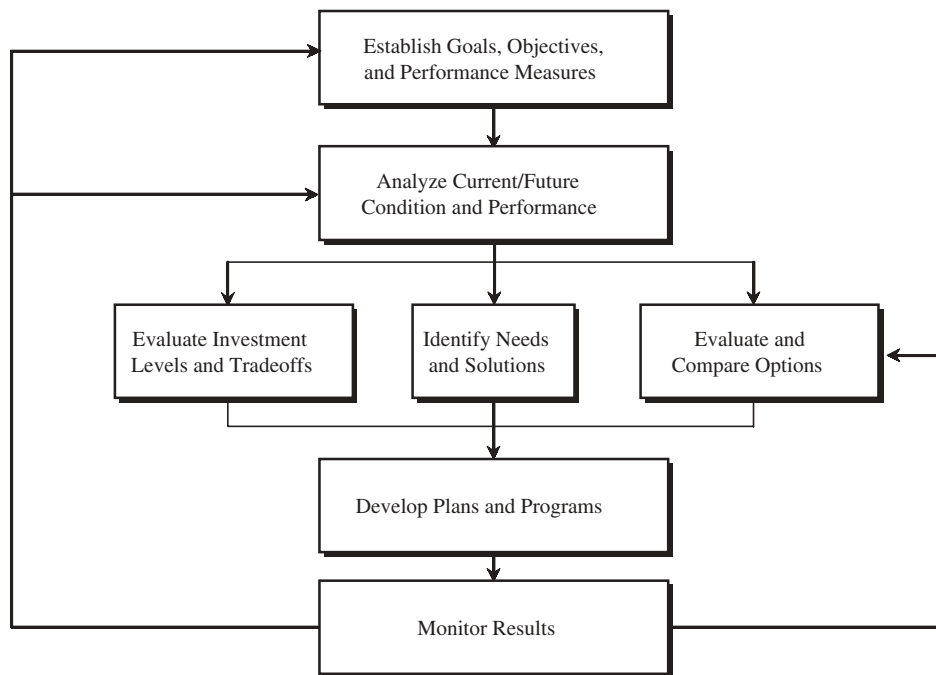 Establish Goals, Objectives,
and Performance Measures
Analyze Current/Future
Condition and Performance
Evaluate Investment
Levels and Tradeoffs
Identify Needs
and Solutions
Evaluate and
Compare Options
Develop Plans and Programs
Monitor Results